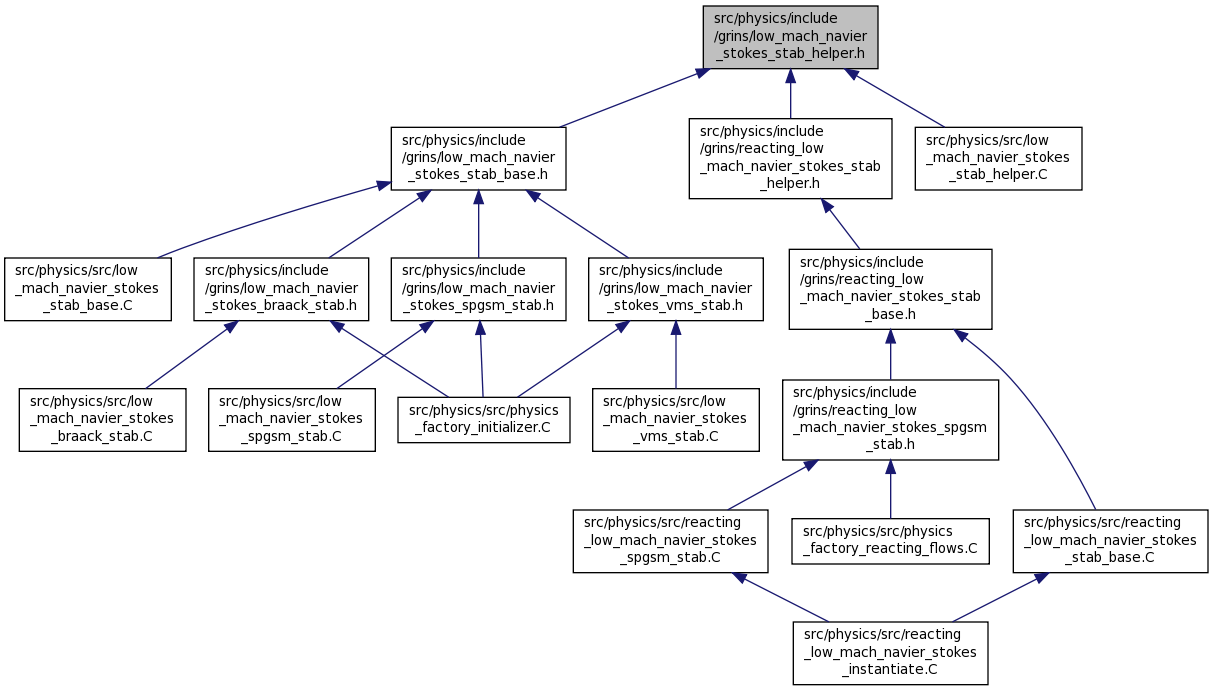 src/physics/include
/grins/low_mach_navier
_stokes_stab_helper.h
src/physics/include
/grins/low_mach_navier
_stokes_stab_base.h
src/physics/include
/grins/reacting_low
_mach_navier_stokes_stab
_helper.h
src/physics/src/low
_mach_navier_stokes
_stab_helper.C
src/physics/src/low
_mach_navier_stokes
_stab_base.C
src/physics/include
/grins/low_mach_navier
_stokes_braack_stab.h
src/physics/include
/grins/low_mach_navier
_stokes_spgsm_stab.h
src/physics/include
/grins/low_mach_navier
_stokes_vms_stab.h
src/physics/include
/grins/reacting_low
_mach_navier_stokes_stab
_base.h
src/physics/src/low
_mach_navier_stokes
_braack_stab.C
src/physics/src/low
_mach_navier_stokes
_spgsm_stab.C
src/physics/src/physics
_factory_initializer.C
src/physics/src/low
_mach_navier_stokes
_vms_stab.C
src/physics/include
/grins/reacting_low
_mach_navier_stokes_spgsm
_stab.h
src/physics/src/reacting
_low_mach_navier_stokes
_spgsm_stab.C
src/physics/src/physics
_factory_reacting_flows.C
src/physics/src/reacting
_low_mach_navier_stokes
_stab_base.C
src/physics/src/reacting
_low_mach_navier_stokes
_instantiate.C